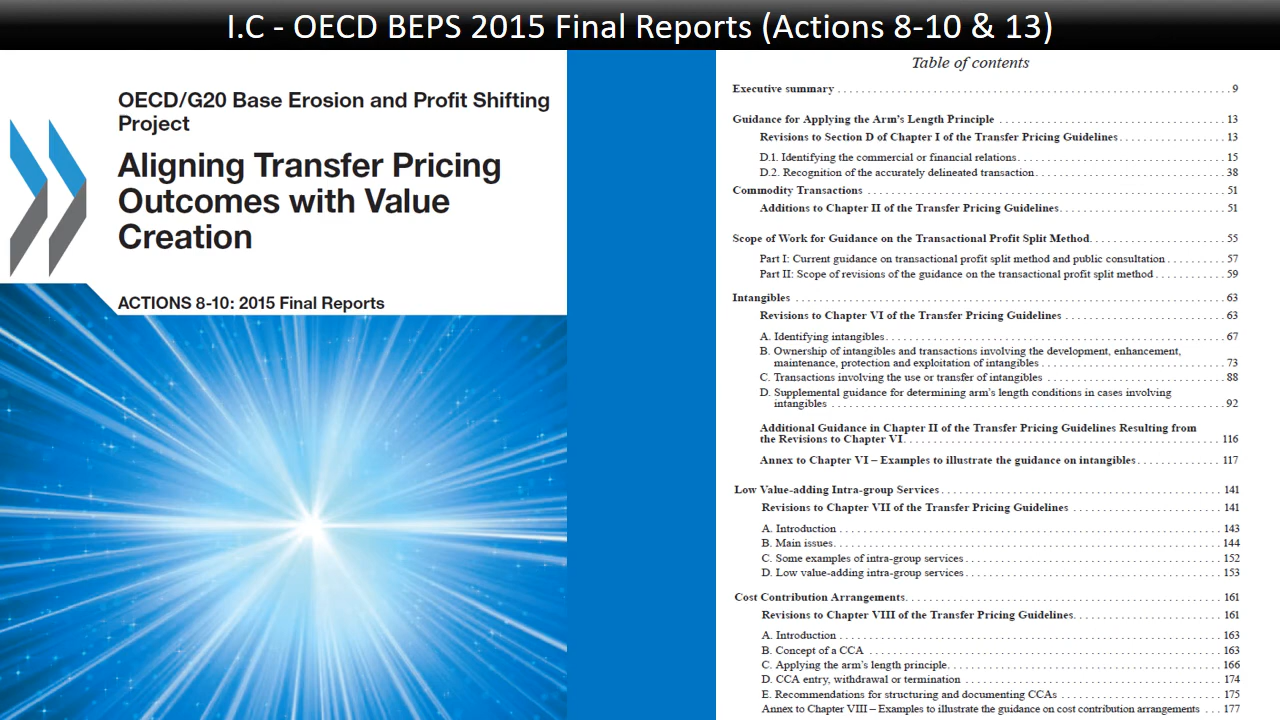 I.C - OECD BEPS 2015 Final Reports (Actions 8-10 & 13)
OECD/G20 Base Erosion and Profit Shifting
Project
Aligning Transfer Pricing
Outcomes with Value
Creation
ACTIONS 8-10: 2015 Final Reports
Table of contents
Executive summary 9
Guidance for Applying the Arm's Length Principle 13
Revisions to Section D of Chapter I of the Transfer Pricing Guidelines 13
D.1. Identifying the commercial or financial relations 15
D.2. Recognition of the accurately delineated transaction 38
Commodity Transactions 51
Additions to Chapter II of the Transfer Pricing Guidelines 51
Scope of Work for Guidance on the Transactional Profit Split Method 55
Part I: Current guidance on transactional profit split method and public consultation 57
Part II: Scope of revisions of the guidance on the transactional profit split method 59
Intangibles 63
Revisions to Chapter VI of the Transfer Pricing Guidelines 63
A. Identifying intangibles 67
B. Ownership of intangibles and transactions involving the development, enhancement,
maintenance, protection and exploitation of intangibles 73
C. Transactions involving the use or transfer of intangibles 88
D. Supplemental guidance for determining arm's length conditions in cases involving
intangibles 92
Additional Guidance in Chapter II of the Transfer Pricing Guidelines Resulting from
the Revisions to Chapter VI 116
Annex to Chapter VI – Examples to illustrate the guidance on intangibles 117
Low Value-adding Intra-group Services 141
Revisions to Chapter VII of the Transfer Pricing Guidelines 141
A. Introduction 143
B. Main issues 144
C. Some examples of intra-group services 152
D. Low value-adding intra-group services 153
Cost Contribution Arrangements 161
Revisions to Chapter VIII of the Transfer Pricing Guidelines 161
A. Introduction 163
B. Concept of a CCA 163
C. Applying the arm's length principle 166
D. CCA entry, withdrawal or termination 174
E. Recommendations for structuring and documenting CCAs 175
Annex to Chapter VIII – Examples to illustrate the guidance on cost contribution arrangements 177